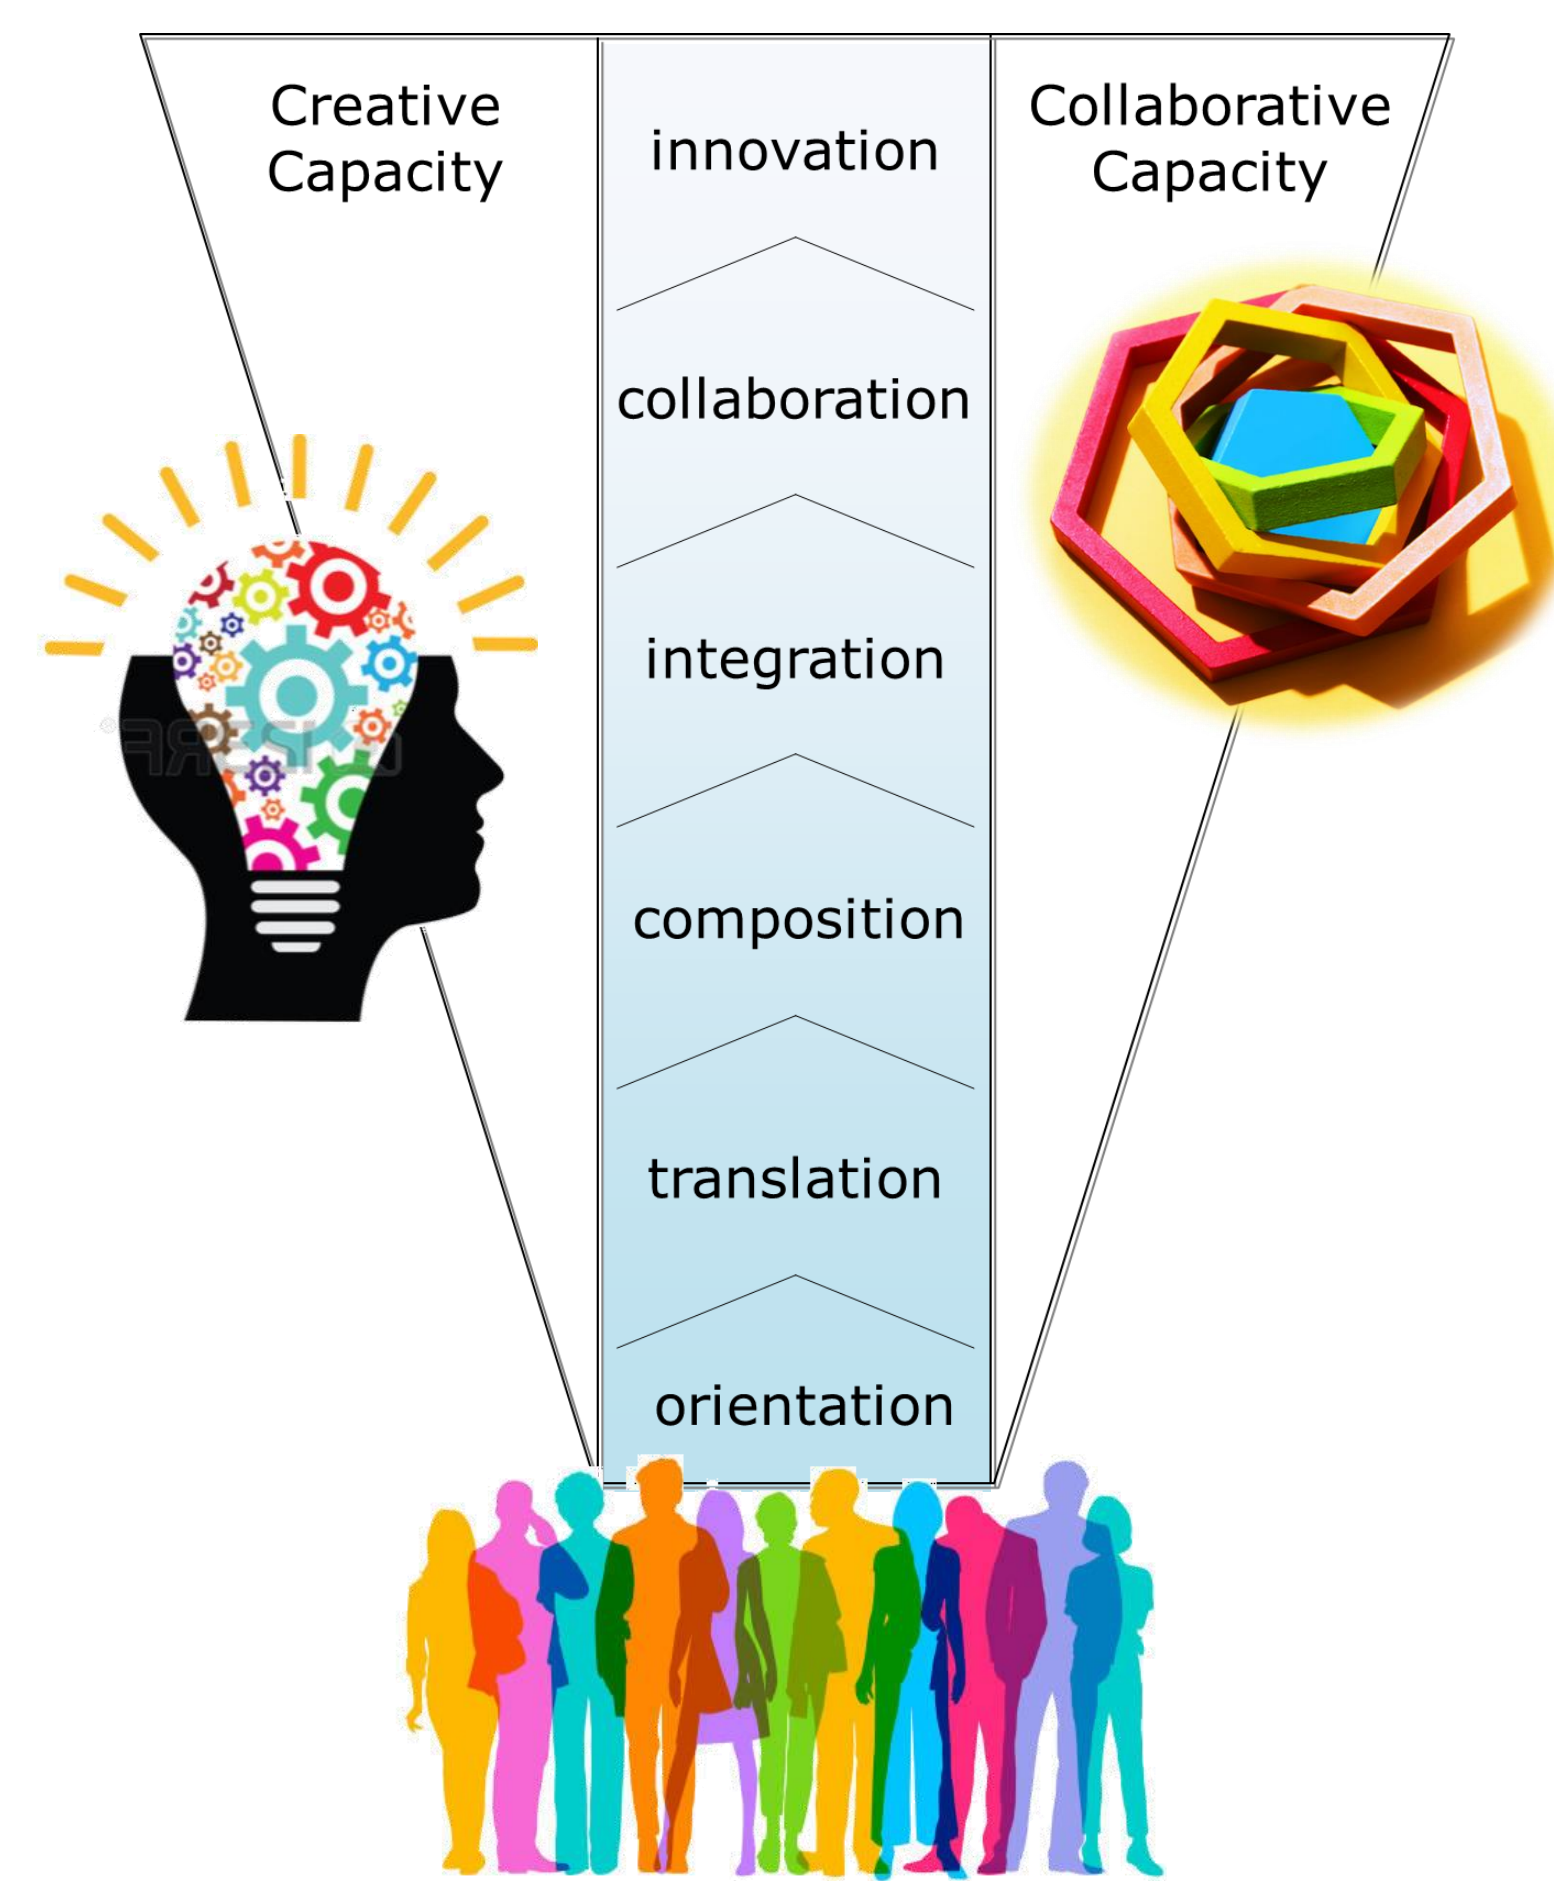 Creative
Capacity
innovation
Collaborative
Capacity
collaboration
integration
composition
translation
orientation